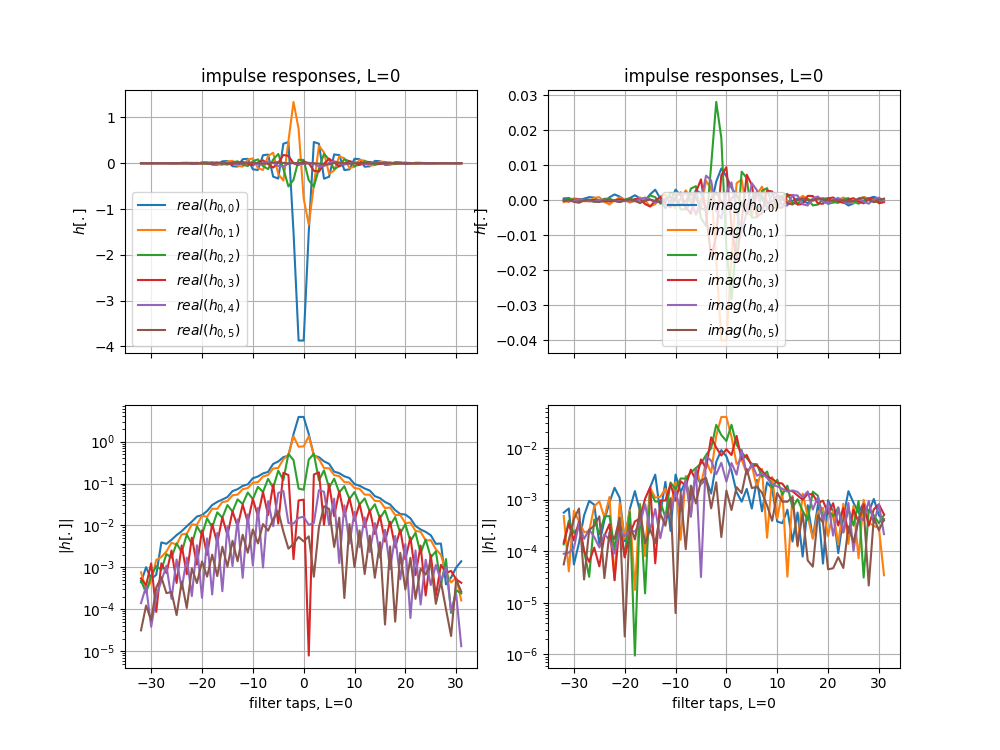 impulse responses, L=0
1
0
−1
−2
−3
−4
h[.]
real(h0,0)
real(h0,1)
real(h0,2)
real(h0,3)
real(h0,4)
real(h0,5)
impulse responses, L=0
0.03
0.02
0.01
0.00
−0.01
−0.02
−0.03
−0.04
h[.]
imag(h0,0)
imag(h0,1)
imag(h0,2)
imag(h0,3)
imag(h0,4)
imag(h0,5)
10^0
10^−1
10^−2
10^−3
10^−4
10^−5
|h[.]|
−30 −20 −10 0 10 20 30
filter taps, L=0
10^−2
10^−3
10^−4
10^−5
10^−6
|h[.]|
−30 −20 −10 0 10 20 30
filter taps, L=0